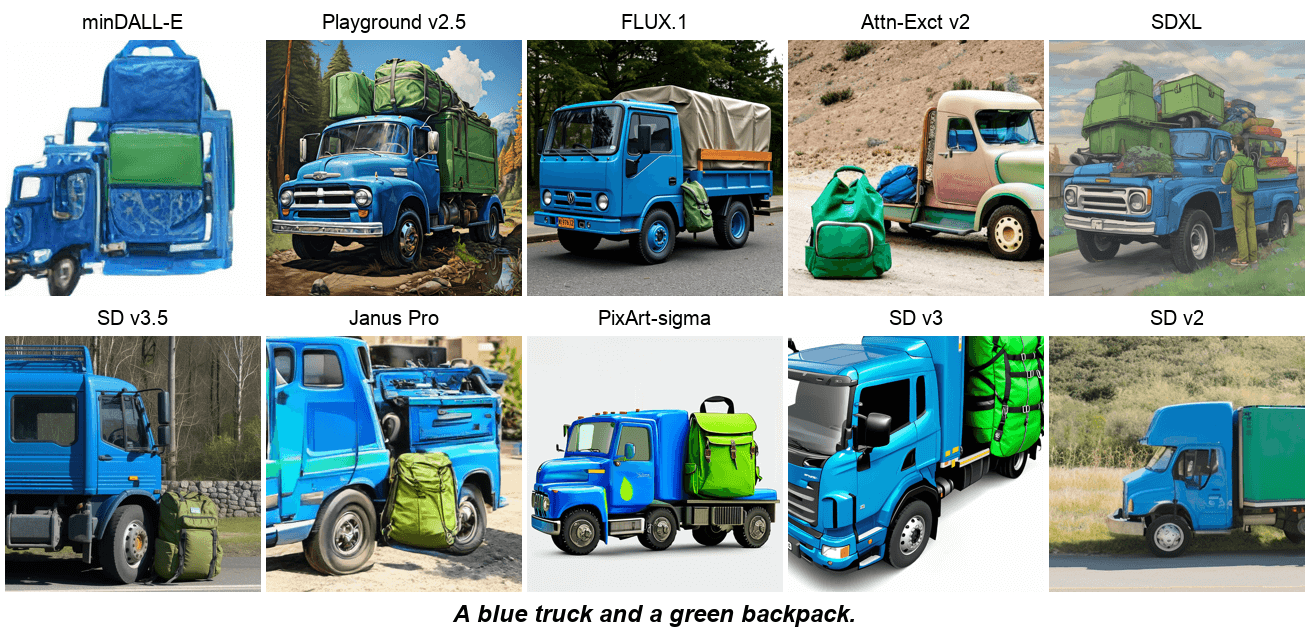 minDALL-E
Playground v2.5
FLUX.1
Attn-Exct v2
SDXL
SD v3.5
Janus Pro
PixArt-sigma
SD v3
SD v2
A blue truck and a green backpack.